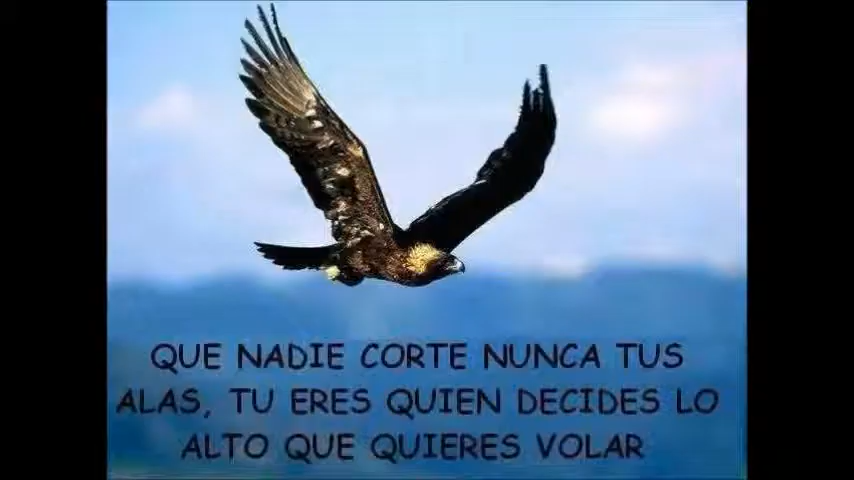 QUE NADIE CORTE NUNCA TUS
ALAS, TU ERES QUIEN DECIDES LO
ALTO QUE QUIERES VOLAR